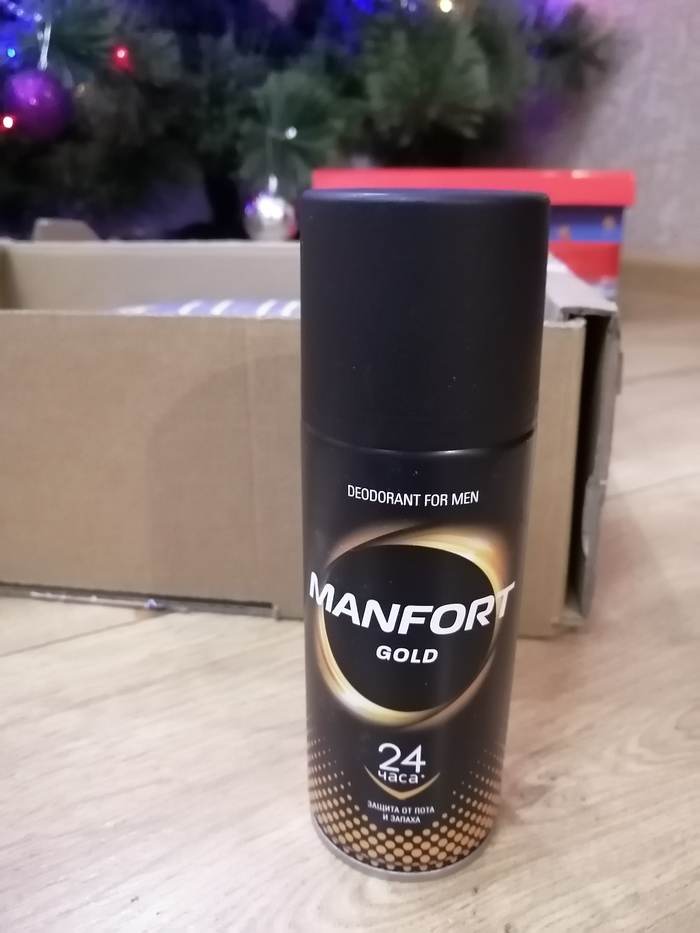 DEODORANT FOR MEN
MANFORT
GOLD
24
часа*
ЗАЩИТА ОТ ПОТА
И ЗАПАХА